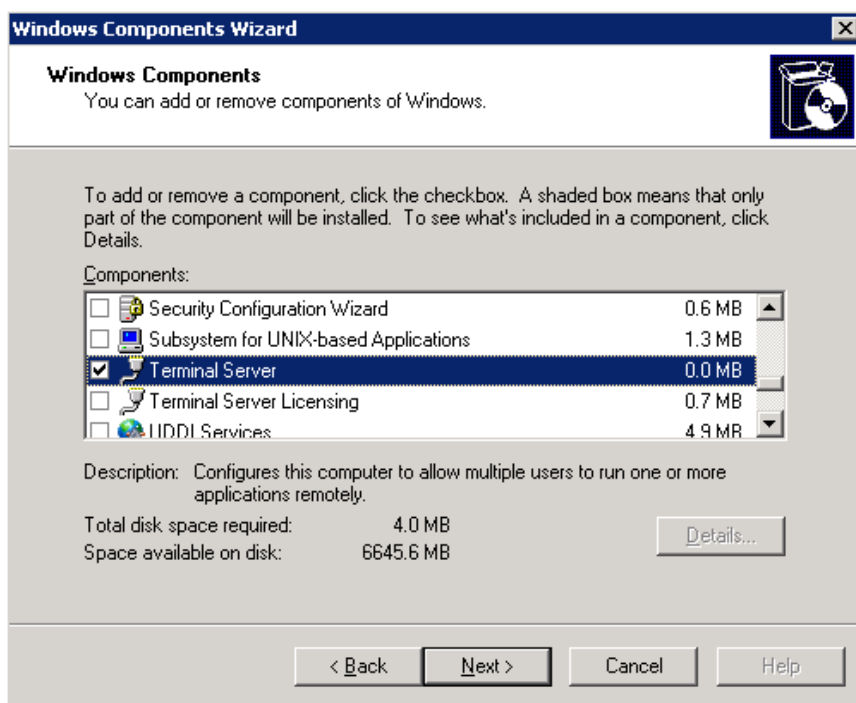 Windows Components Wizard
Windows Components
You can add or remove components of Windows.
To add or remove a component, click the checkbox. A shaded box means that only
part of the component will be installed. To see what's included in a component, click
Details.
Components:
Security Configuration Wizard 0.6 MB
Subsystem for UNIX-based Applications 1.3 MB
Terminal Server 0.0 MB
Terminal Server Licensing 0.7 MB
UDDI Services 4.9 MB
Description: Configures this computer to allow multiple users to run one or more
applications remotely.
Total disk space required: 4.0 MB
Space available on disk: 6645.6 MB
Details...
< Back Next > Cancel Help